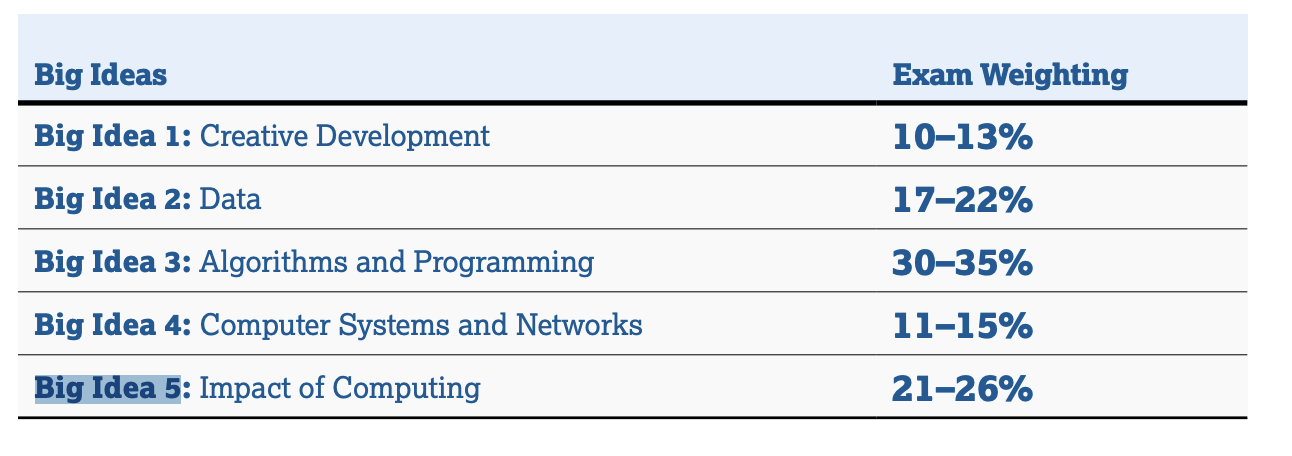 Big Ideas Exam Weighting
Big Idea 1: Creative Development 10–13%
Big Idea 2: Data 17–22%
Big Idea 3: Algorithms and Programming 30–35%
Big Idea 4: Computer Systems and Networks 11–15%
Big Idea 5: Impact of Computing 21–26%